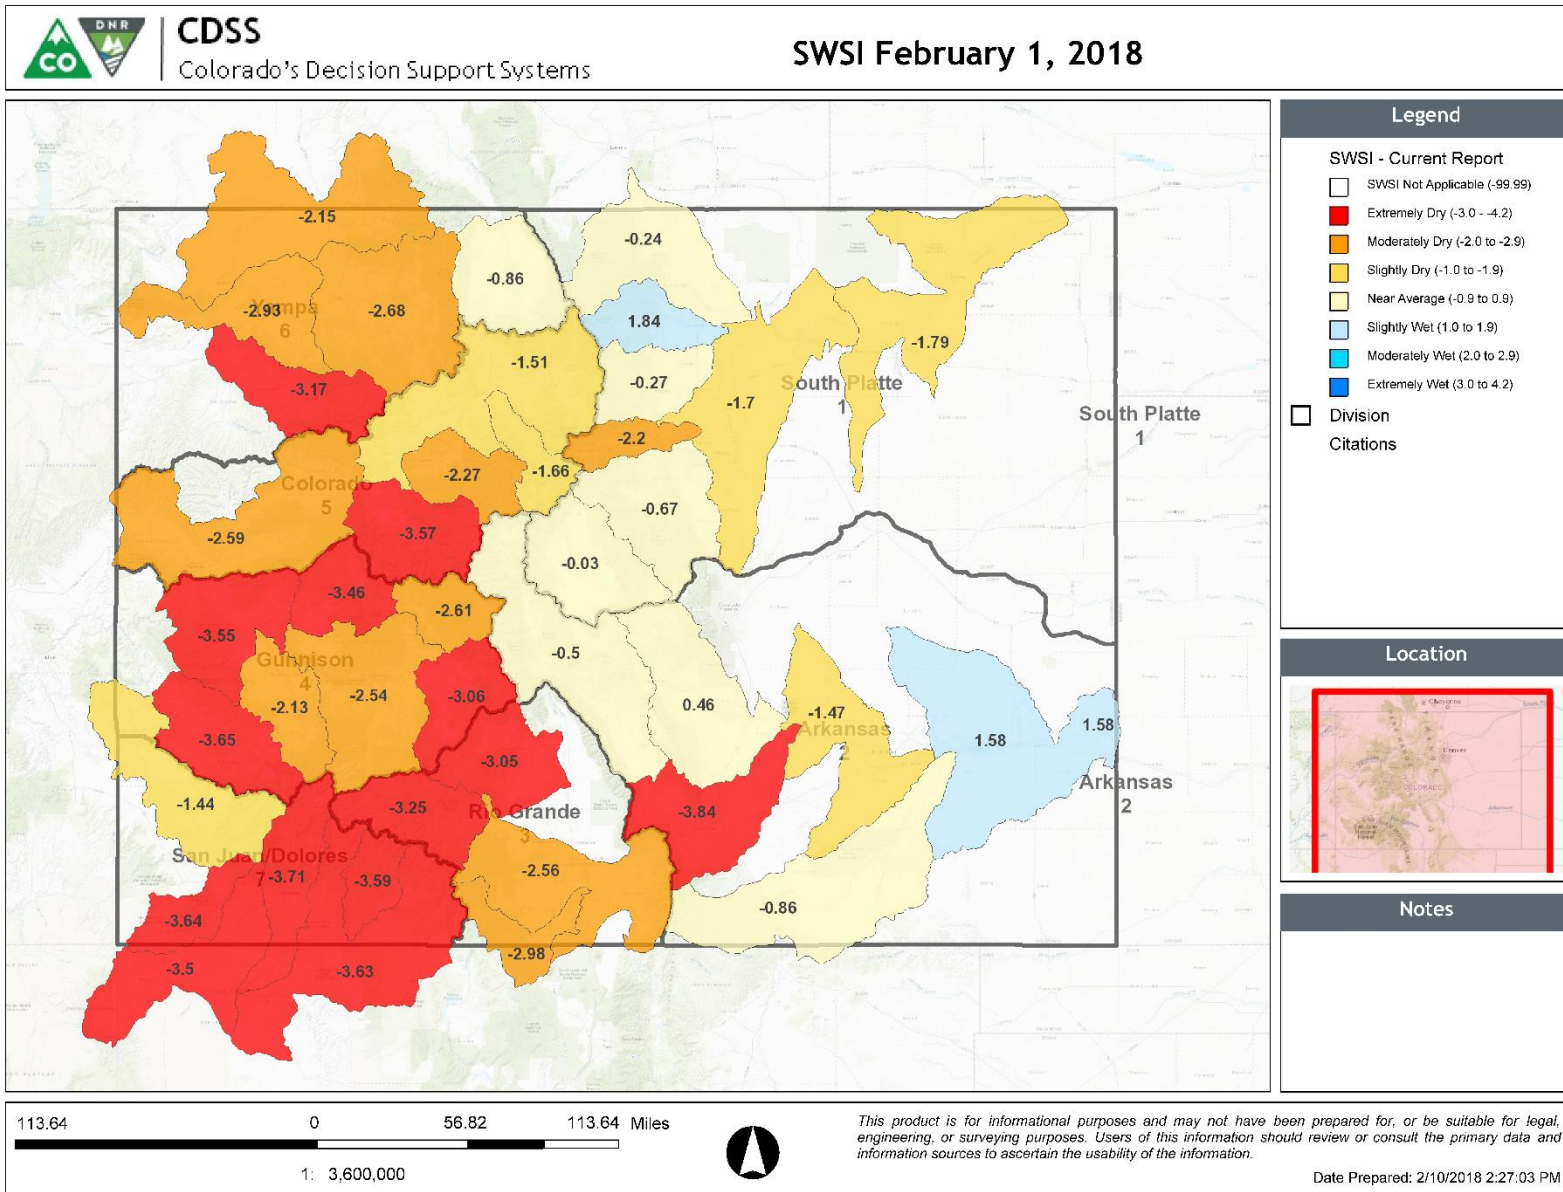 CO
DNR
CDSS
Colorado's Decision Support Systems
SWSI February 1, 2018
-2.15
-0.24
-0.86
Yampa
6
-2.93
-2.68
1.84
-1.79
-1.51
-3.17
-0.27
South Platte
1
-1.7
South Platte
1
-2.2
-2.27
-1.66
Colorado
5
-0.67
-3.57
-2.59
-0.03
-3.46
-2.61
-3.55
-0.5
Gunnison
4
-2.54
-3.06
-2.13
0.46
-1.47
Arkansas
2
1.58
1.58
-3.65
-3.05
Arkansas
2
-1.44
-3.25
Rio Grande
3
-3.84
San Juan/Dolores
7
-3.71
-3.59
-2.56
-0.86
-3.64
-2.98
-3.5
-3.63
Legend
SWSI - Current Report
SWSI Not Applicable (-99.99)
Extremely Dry (-3.0 - -4.2)
Moderately Dry (-2.0 to -2.9)
Slightly Dry (-1.0 to -1.9)
Near Average (-0.9 to 0.9)
Slightly Wet (1.0 to 1.9)
Moderately Wet (2.0 to 2.9)
Extremely Wet (3.0 to 4.2)
Division
Citations
Location
Cheyenne
Denver
COLORADO
Notes
113.64 0 56.82 113.64 Miles
1: 3,600,000
This product is for informational purposes and may not have been prepared for, or be suitable for legal,
engineering, or surveying purposes. Users of this information should review or consult the primary data and
information sources to ascertain the usability of the information.
Date Prepared: 2/10/2018 2:27:03 PM